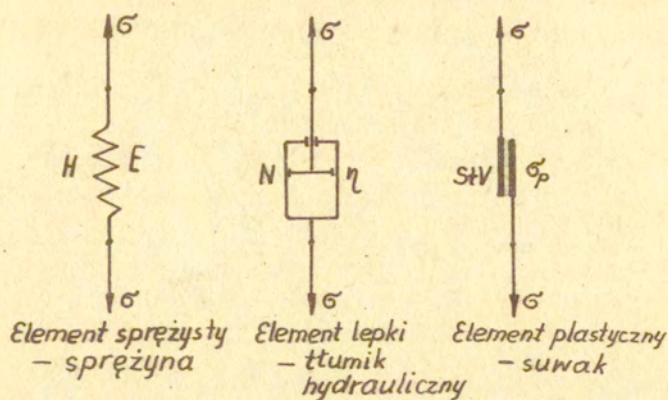 σ σ σ
H E N η StV σp
σ σ σ
Element sprężysty
– sprężyna
Element lepki
– tłumik
hydrauliczny
Element plastyczny
– suwak